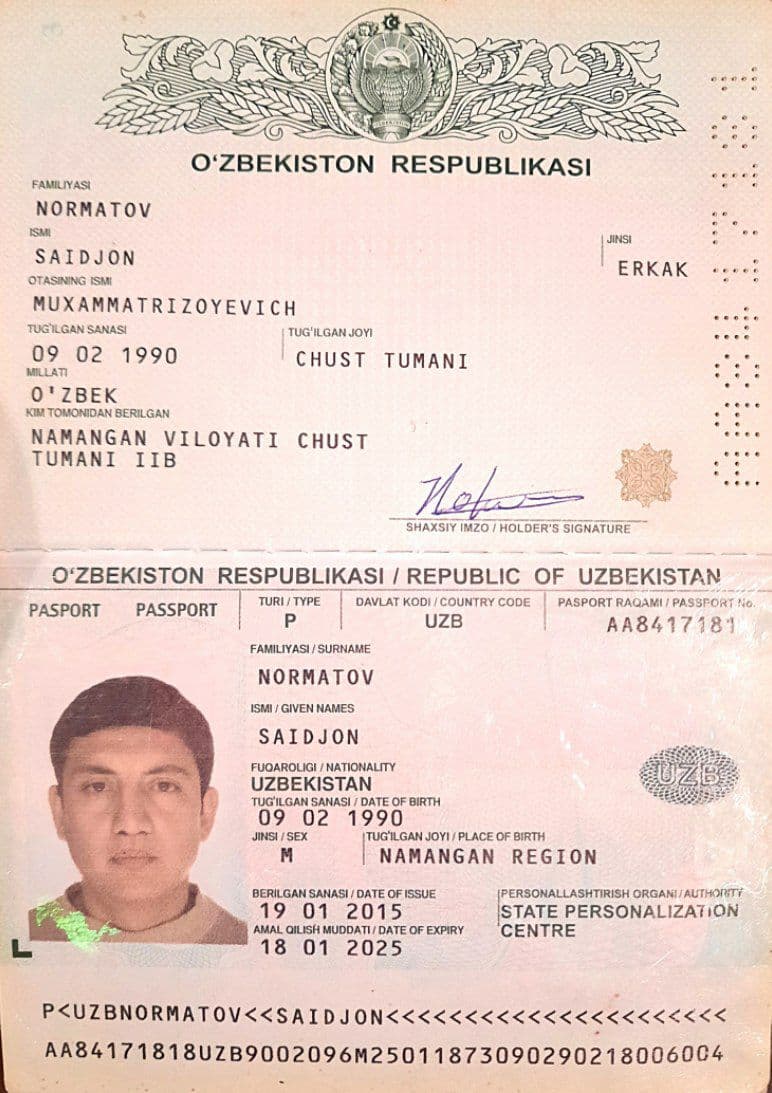 O'ZBEKISTON RESPUBLIKASI
FAMILIYASI
NORMATOV
ISMI
SAIDJON
JINSI
ERKAK
OTASINING ISMI
MUXAMMATRIZOYEVICH
TUG'ILGAN SANASI
09 02 1990
TUG'ILGAN JOYI
CHUST TUMANI
MILLATI
O'ZBEK
KIM TOMONIDAN BERILGAN
NAMANGAN VILOYATI CHUST
TUMANI IIB
SHAXSIY IMZO / HOLDER'S SIGNATURE
O'ZBEKISTON RESPUBLIKASI / REPUBLIC OF UZBEKISTAN
PASPORT PASSPORT
TURI / TYPE
P
DAVLAT KODI / COUNTRY CODE
UZB
PASPORT RAQAMI / PASSPORT No.
AA8417181
FAMILIYASI / SURNAME
NORMATOV
ISMI / GIVEN NAMES
SAIDJON
FUQAROLIGI / NATIONALITY
UZBEKISTAN
UZB
TUG'ILGAN SANASI / DATE OF BIRTH
09 02 1990
JINSI / SEX
M
TUG'ILGAN JOYI / PLACE OF BIRTH
NAMANGAN REGION
BERILGAN SANASI / DATE OF ISSUE
19 01 2015
PERSONALLASHTIRISH ORGANI / AUTHORITY
STATE PERSONALIZATION
CENTRE
AMAL QILISH MUDDATI / DATE OF EXPIRY
18 01 2025
P<UZBNORMATOV<<SAIDJON<<<<<<<<<<<<<<<<<<<<<<
AA84171818UZB9002096M25011873090290218006004